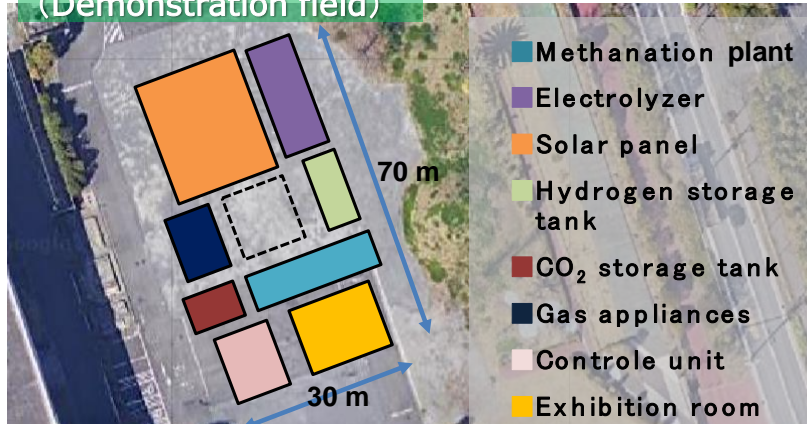 (Demonstration field)
70 m
30 m
Methanation plant
Electrolyzer
Solar panel
Hydrogen storage
tank
CO₂ storage tank
Gas appliances
Controle unit
Exhibition room